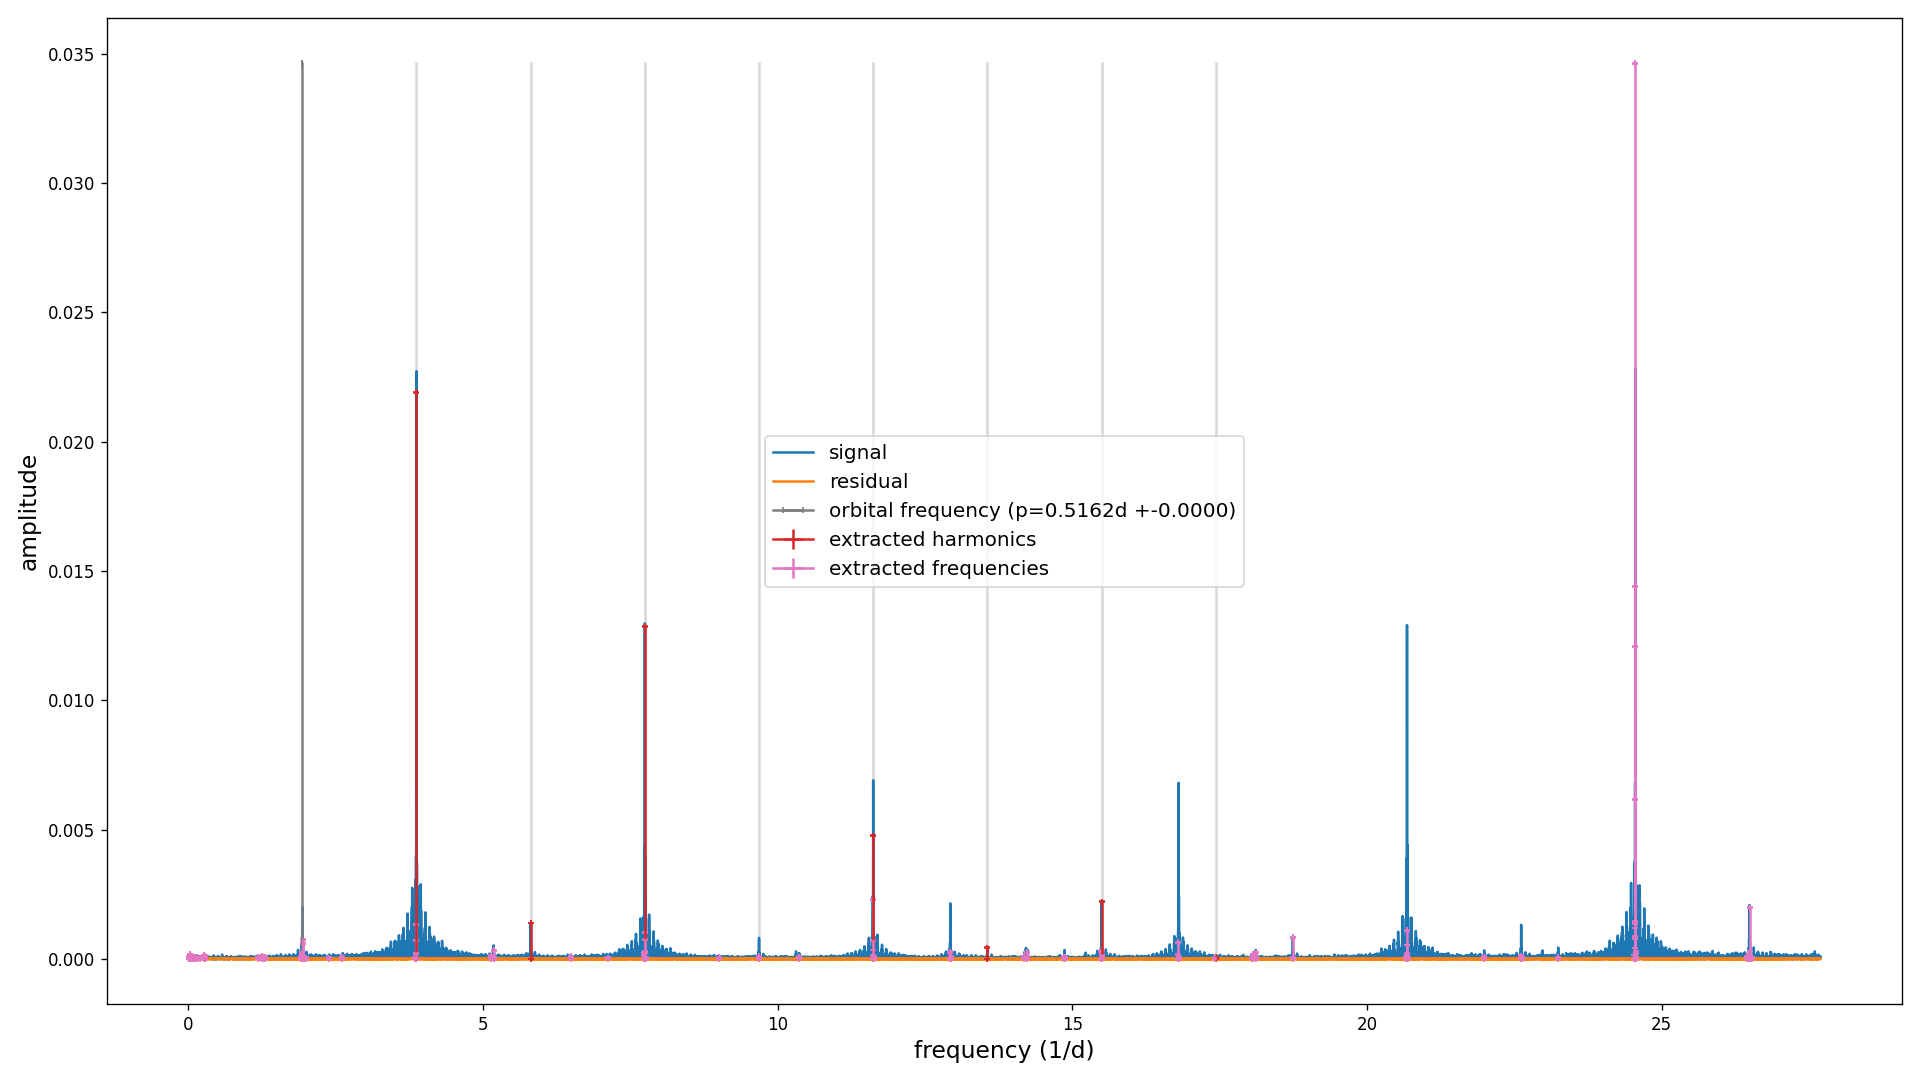 0.035
0.030
0.025
0.020
0.015
0.010
0.005
0.000
amplitude
signal
residual
orbital frequency (p=0.5162d +-0.0000)
extracted harmonics
extracted frequencies
0 5 10 15 20 25
frequency (1/d)